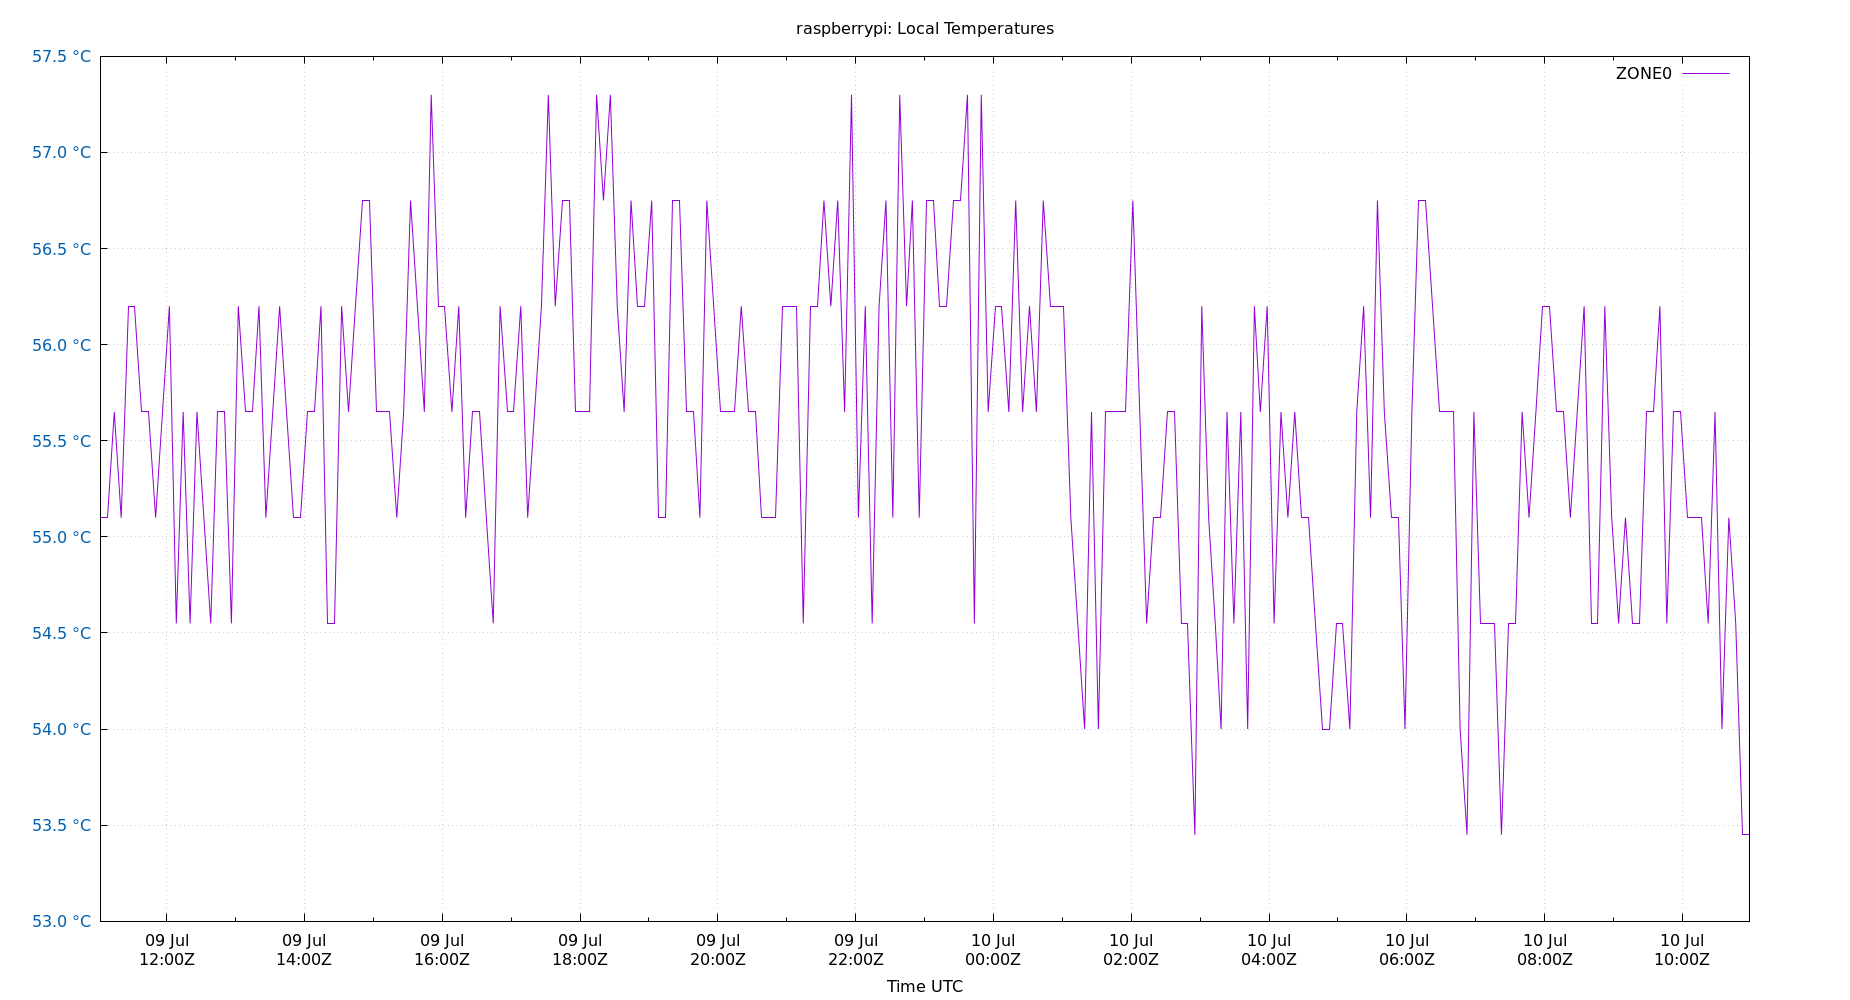 raspberrypi: Local Temperatures
57.5 °C
ZONE0
57.0 °C
56.5 °C
56.0 °C
55.5 °C
55.0 °C
54.5 °C
54.0 °C
53.5 °C
53.0 °C
09 Jul 09 Jul 09 Jul 09 Jul 09 Jul 09 Jul 10 Jul 10 Jul 10 Jul 10 Jul 10 Jul 10 Jul
12:00Z 14:00Z 16:00Z 18:00Z 20:00Z 22:00Z 00:00Z 02:00Z 04:00Z 06:00Z 08:00Z 10:00Z
Time UTC